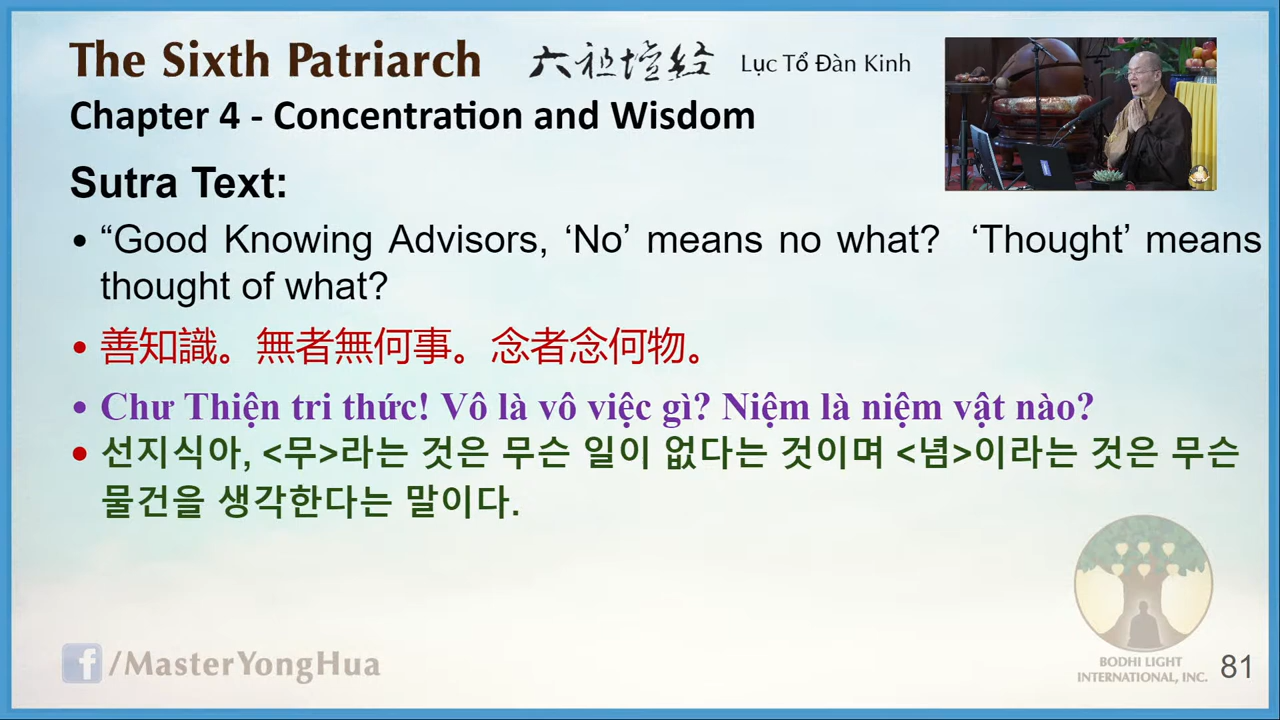 The Sixth Patriarch 六祖壇経 Lục Tổ Đàn Kinh
Chapter 4 - Concentration and Wisdom
Sutra Text:
• “Good Knowing Advisors, ‘No’ means no what? ‘Thought’ means
thought of what?
• 善知識。無者無何事。念者念何物。
• Chư Thiện tri thức! Vô là vô việc gì? Niệm là niệm vật nào?
• 선지식아, <무>라는 것은 무슨 일이 없다는 것이며 <념>이라는 것은 무슨
물건을 생각한다는 말이다.
f/MasterYongHua
BODHI LIGHT
INTERNATIONAL, INC.
81